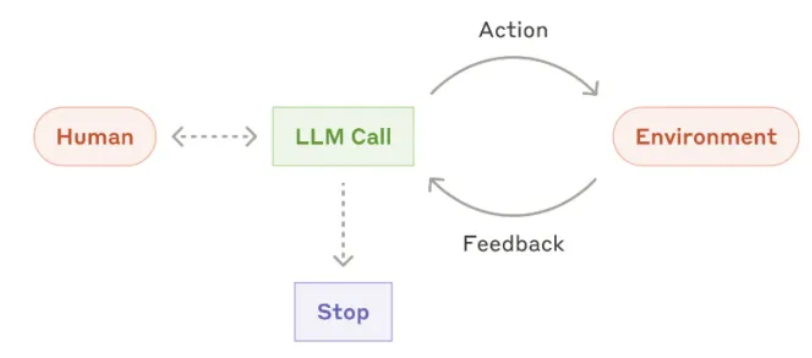 Action
Human
LLM Call
Environment
Feedback
Stop